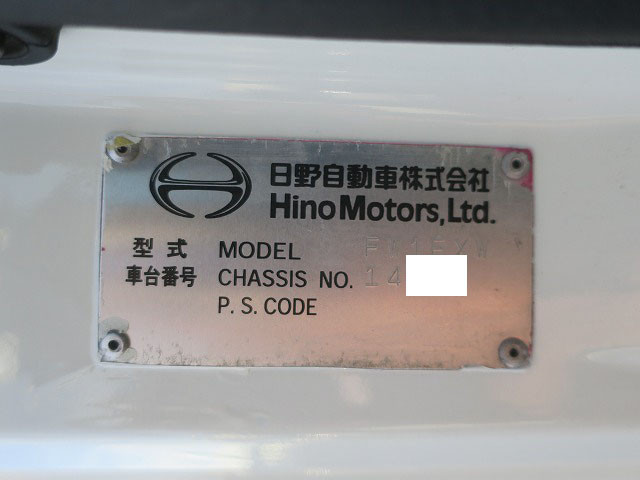 日野自動車株式会社
Hino Motors, Ltd.
型式 MODEL
車台番号 CHASSIS NO. 14
P. S. CODE